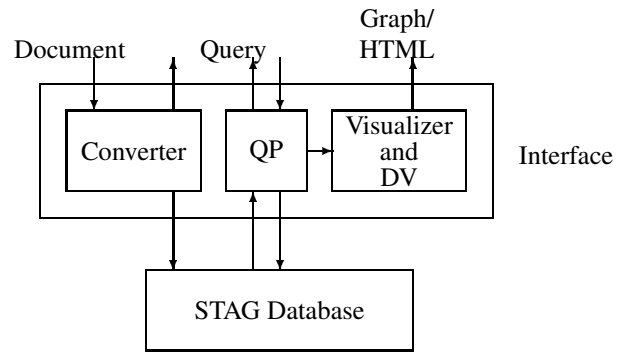 Graph/
HTML
Document
Query
Converter
QP
Visualizer
and
DV
Interface
STAG Database